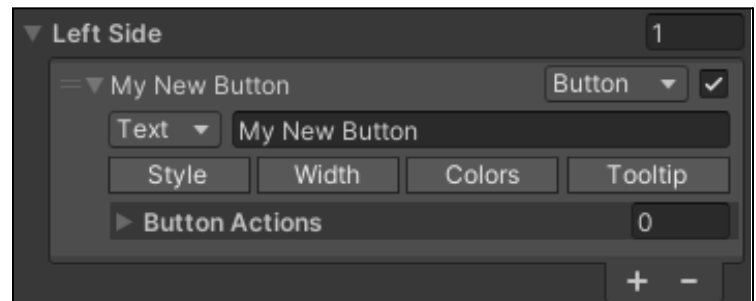 Left Side 1
My New Button Button
Text My New Button
Style Width Colors Tooltip
Button Actions 0
+ -